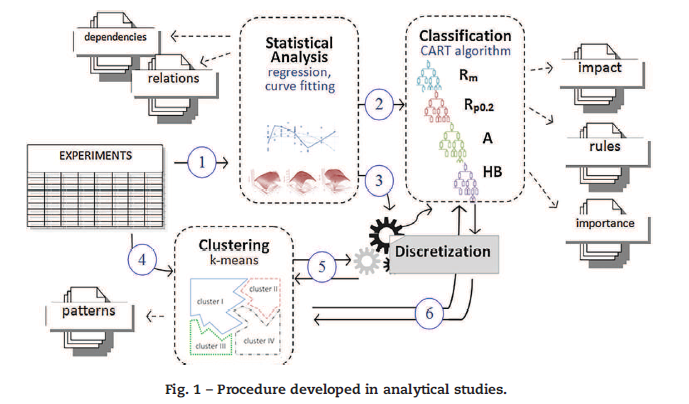 dependencies
relations
Statistical
Analysis
regression,
curve fitting
Classification
CART algorithm
Rm
Rp0.2
A
HB
impact
rules
importance
EXPERIMENTS
1
2
3
4
Clustering
k-means
cluster I
cluster II
cluster III
cluster IV
5
Discretization
6
patterns
Fig. 1 – Procedure developed in analytical studies.